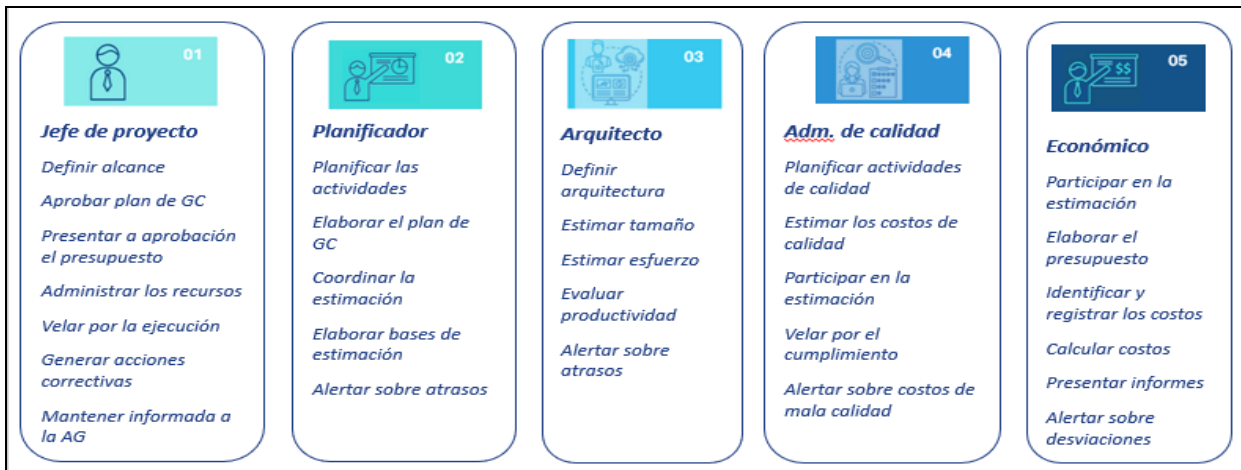 01
Jefe de proyecto
Definir alcance
Aprobar plan de GC
Presentar a aprobación
el presupuesto
Administrar los recursos
Velar por la ejecución
Generar acciones
correctivas
Mantener informada a
la AG
02
Planificador
Planificar las
actividades
Elaborar el plan de
GC
Coordinar la
estimación
Elaborar bases de
estimación
Alertar sobre atrasos
03
Arquitecto
Definir
arquitectura
Estimar tamaño
Estimar esfuerzo
Evaluar
productividad
Alertar sobre
atrasos
04
Adm. de calidad
Planificar actividades
de calidad
Estimar los costos de
calidad
Participar en la
estimación
Velar por el
cumplimiento
Alertar sobre costos de
mala calidad
$$
05
Económico
Participar en la
estimación
Elaborar el
presupuesto
Identificar y
registrar los costos
Calcular costos
Presentar informes
Alertar sobre
desviaciones